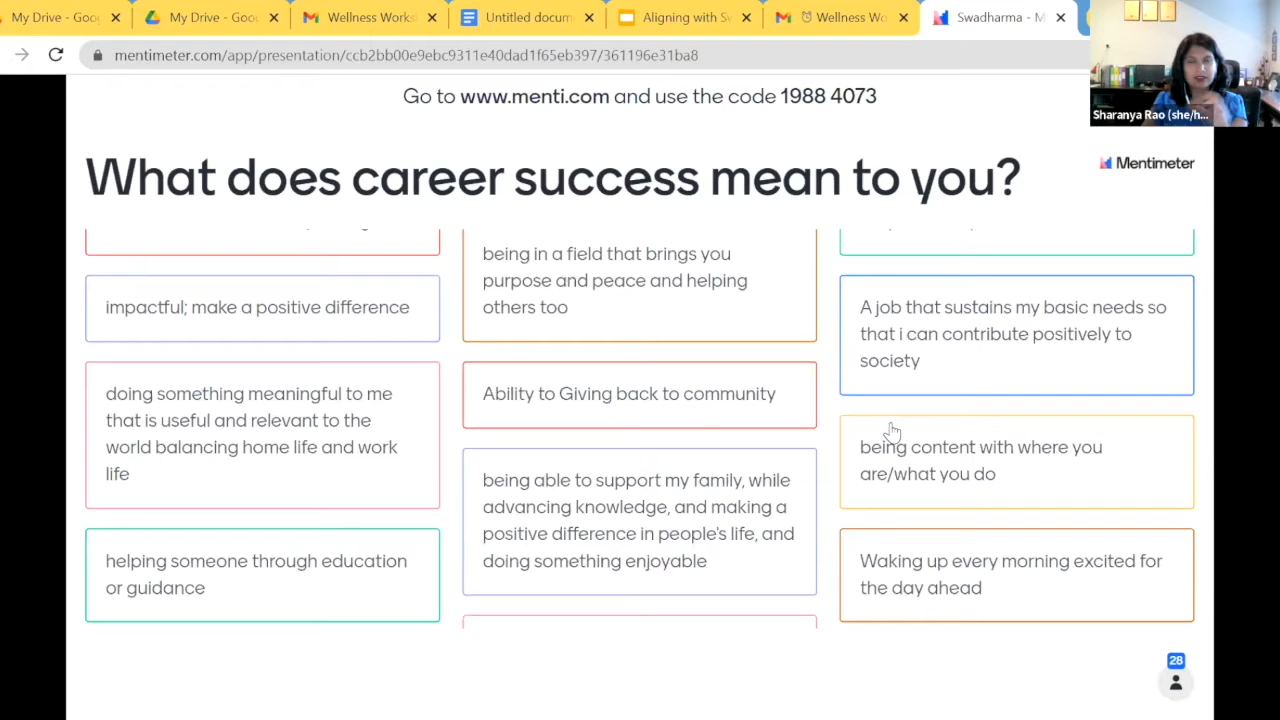 My Drive - Goog
My Drive - Goo
Wellness Works
Untitled docum
Aligning with Sw
Wellness Wo
Swadharma - M
mentimeter.com/app/presentation/ccb2bb00e9ebc9311e40dad1f65eb397/361196e31ba8
Sharanya Rao (she/h...
Go to www.menti.com and use the code 1988 4073
What does career success mean to you?
Mentimeter
impactful; make a positive difference
doing something meaningful to me
that is useful and relevant to the
world balancing home life and work
life
helping someone through education
or guidance
being in a field that brings you
purpose and peace and helping
others too
Ability to Giving back to community
being able to support my family, while
advancing knowledge, and making a
positive difference in people's life, and
doing something enjoyable
A job that sustains my basic needs so
that i can contribute positively to
society
being content with where you
are/what you do
Waking up every morning excited for
the day ahead
28